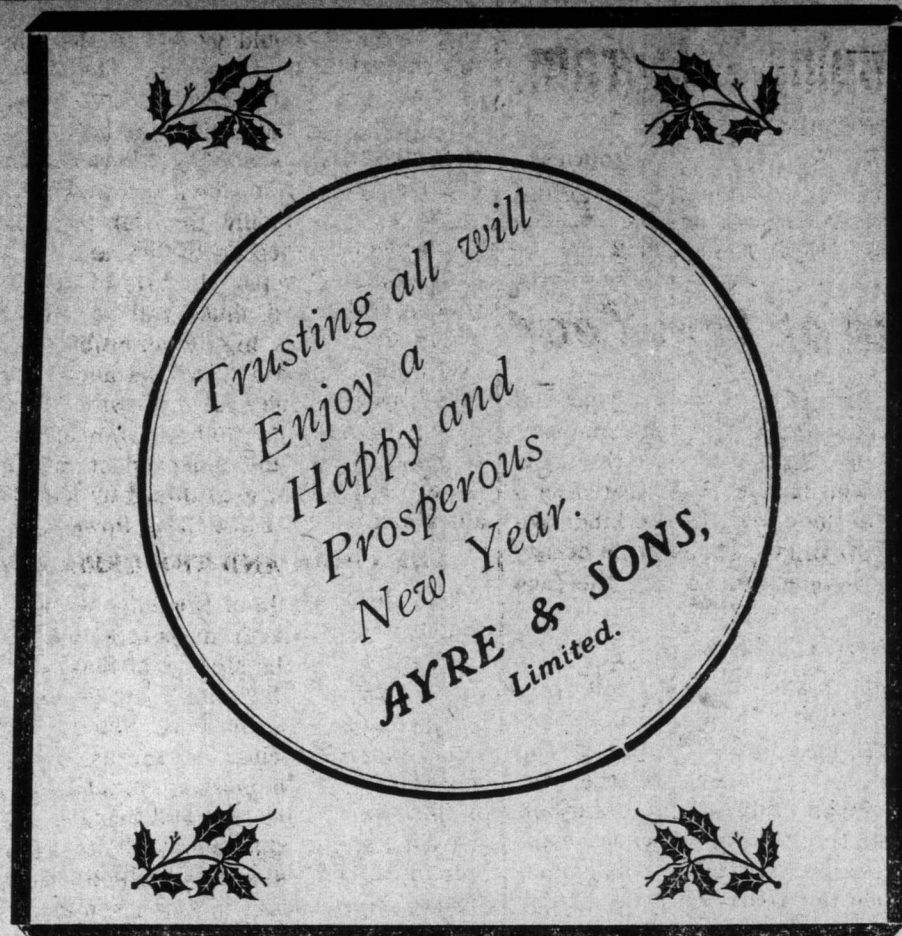 Trusting all will
Enjoy a
Happy and
Prosperous
New Year.
AYRE & SONS,
Limited.